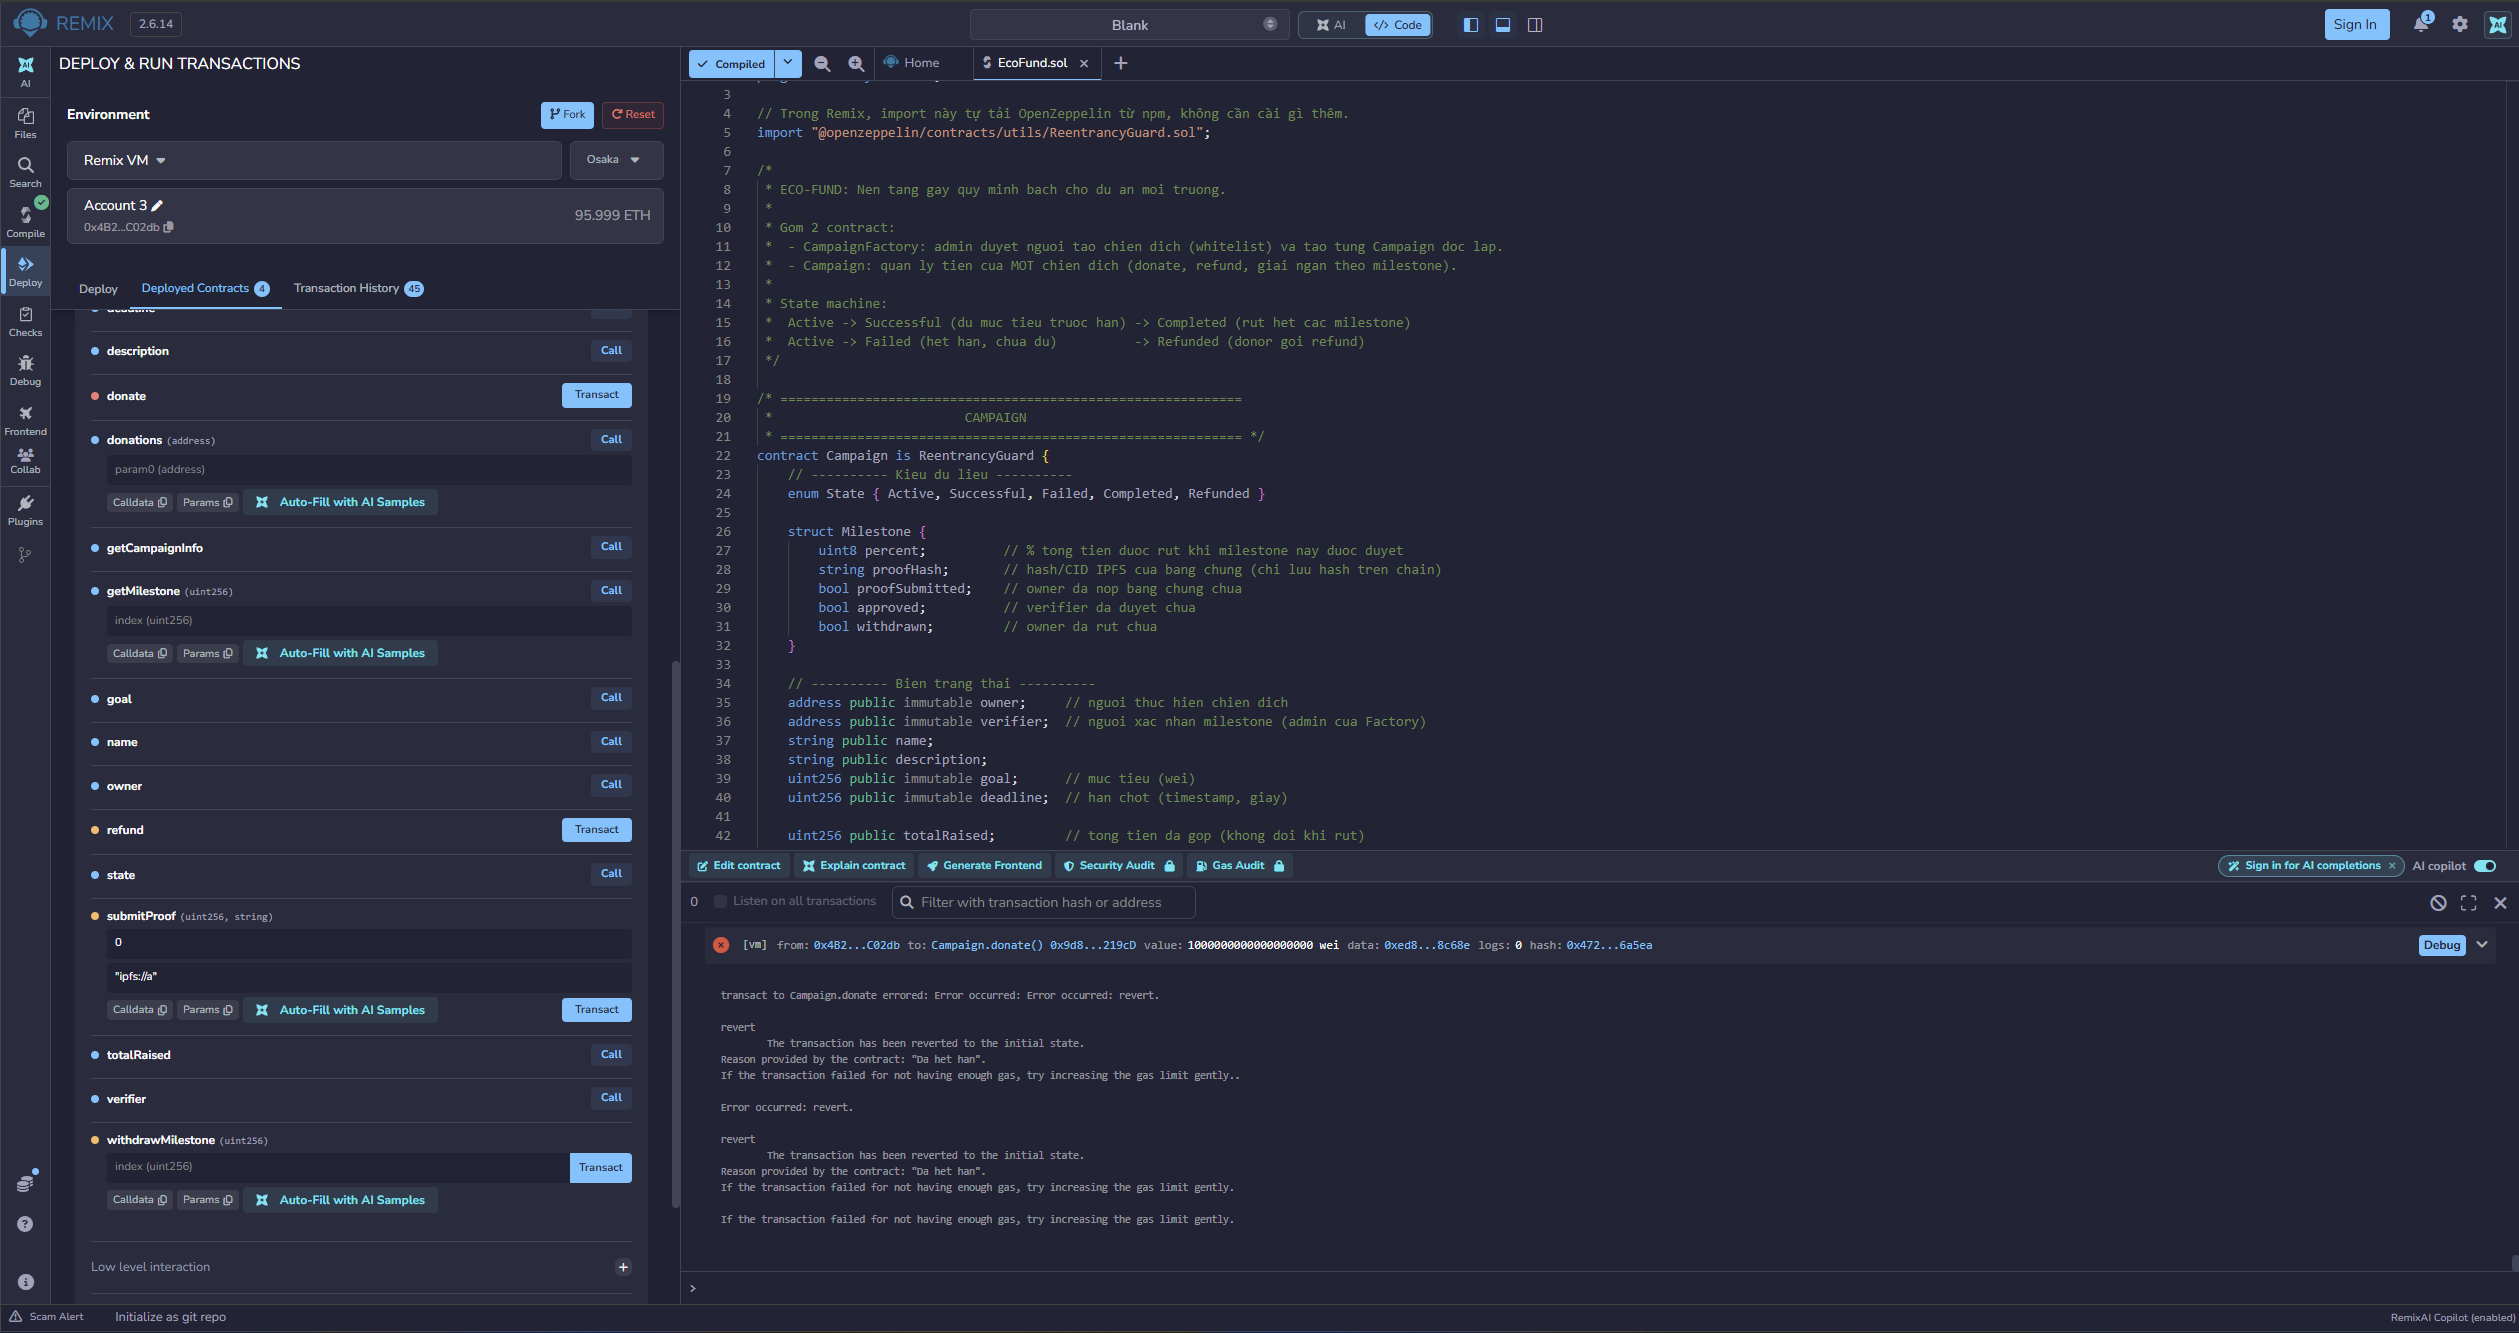 REMIX 2.6.14
Blank
AI
Code
Sign In
1
AI
AI
Files
Search
Compile
Deploy
Checks
Debug
Frontend
Collab
Plugins
DEPLOY & RUN TRANSACTIONS
Environment
Fork
Reset
Remix VM
Osaka
Account 3
95.999 ETH
0x4B2...C02db
Deploy
Deployed Contracts 4
Transaction History 45
description
Call
donate
Transact
donations (address)
Call
param0 (address)
Calldata
Params
Auto-Fill with AI Samples
getCampaignInfo
Call
getMilestone (uint256)
Call
index (uint256)
Calldata
Params
Auto-Fill with AI Samples
goal
Call
name
Call
owner
Call
refund
Transact
state
Call
submitProof (uint256, string)
0
"ipfs://a"
Calldata
Params
Auto-Fill with AI Samples
Transact
totalRaised
Call
verifier
Call
withdrawMilestone (uint256)
index (uint256)
Transact
Calldata
Params
Auto-Fill with AI Samples
Low level interaction
+
Compiled
Home
EcoFund.sol
3
4 // Trong Remix, import này tự tải OpenZeppelin từ npm, không cần cài gì thêm.
5 import "@openzeppelin/contracts/utils/ReentrancyGuard.sol";
6
7 /*
8 * ECO-FUND: Nen tang gay quy minh bach cho du an moi truong.
9 *
10 * Gom 2 contract:
11 * - CampaignFactory: admin duyet nguoi tao chien dich (whitelist) va tao tung Campaign doc lap.
12 * - Campaign: quan ly tien cua MOT chien dich (donate, refund, giai ngan theo milestone).
13 *
14 * State machine:
15 * Active -> Successful (du muc tieu truoc han) -> Completed (rut het cac milestone)
16 * Active -> Failed (het han, chua du) -> Refunded (donor goi refund)
17 */
18
19 /* ============================================================
20 * CAMPAIGN
21 * ============================================================ */
22 contract Campaign is ReentrancyGuard {
23 // ---------- Kieu du lieu ----------
24 enum State { Active, Successful, Failed, Completed, Refunded }
25
26 struct Milestone {
27 uint8 percent; // % tong tien duoc rut khi milestone nay duoc duyet
28 string proofHash; // hash/CID IPFS cua bang chung (chi luu hash tren chain)
29 bool proofSubmitted; // owner da nop bang chung chua
30 bool approved; // verifier da duyet chua
31 bool withdrawn; // owner da rut chua
32 }
33
34 // ---------- Bien trang thai ----------
35 address public immutable owner; // nguoi thuc hien chien dich
36 address public immutable verifier; // nguoi xac nhan milestone (admin cua Factory)
37 string public name;
38 string public description;
39 uint256 public immutable goal; // muc tieu (wei)
40 uint256 public immutable deadline; // han chot (timestamp, giay)
41
42 uint256 public totalRaised; // tong tien da gop (khong doi khi rut)
Edit contract
Explain contract
Generate Frontend
Security Audit
Gas Audit
Sign in for AI completions ×
AI copilot
0
Listen on all transactions
Filter with transaction hash or address
[vm] from: 0x4B2...C02db to: Campaign.donate() 0x9d8...219cD value: 1000000000000000000 wei data: 0xed8...8c68e logs: 0 hash: 0x472...6a5ea
Debug
transact to Campaign.donate errored: Error occurred: Error occurred: revert.
revert
The transaction has been reverted to the initial state.
Reason provided by the contract: "Da het han".
If the transaction failed for not having enough gas, try increasing the gas limit gently..
Error occurred: revert.
revert
The transaction has been reverted to the initial state.
Reason provided by the contract: "Da het han".
If the transaction failed for not having enough gas, try increasing the gas limit gently.
If the transaction failed for not having enough gas, try increasing the gas limit gently.
>
Scam Alert
Initialize as git repo
RemixAI Copilot (enabled)